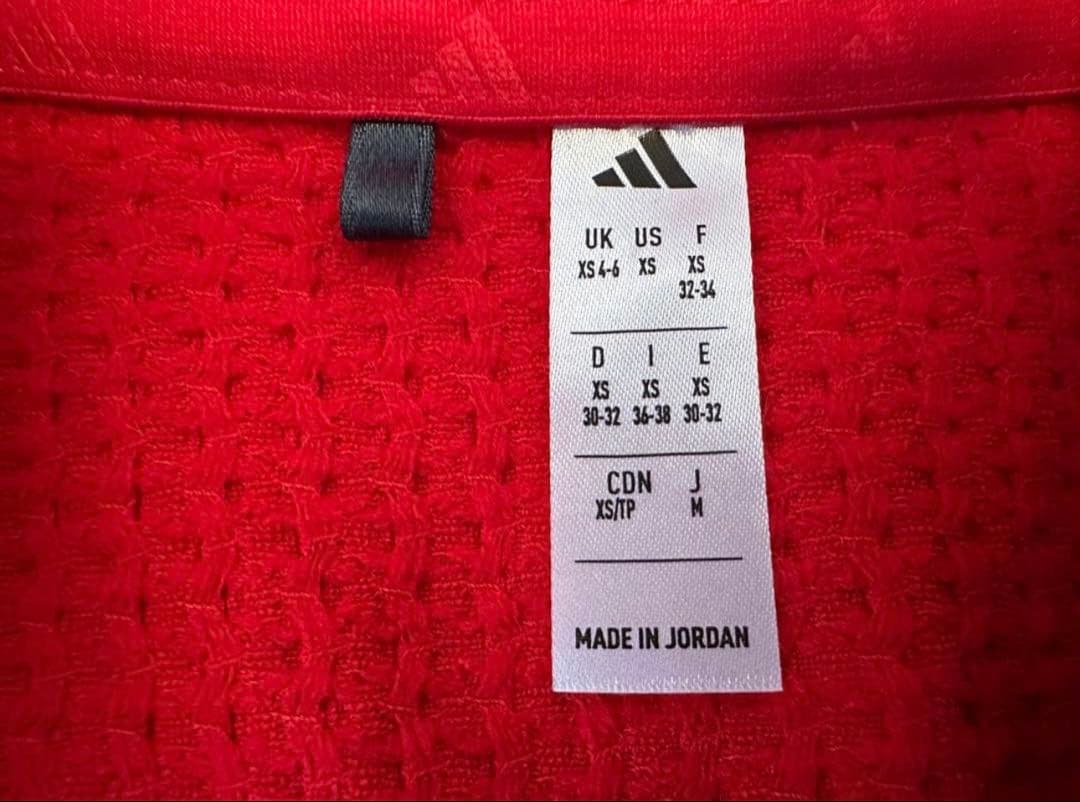 UK US F
XS 4-6 XS XS
32-34
D I E
XS XS XS
30-32 36-38 30-32
CDN J
XS/TP M
MADE IN JORDAN